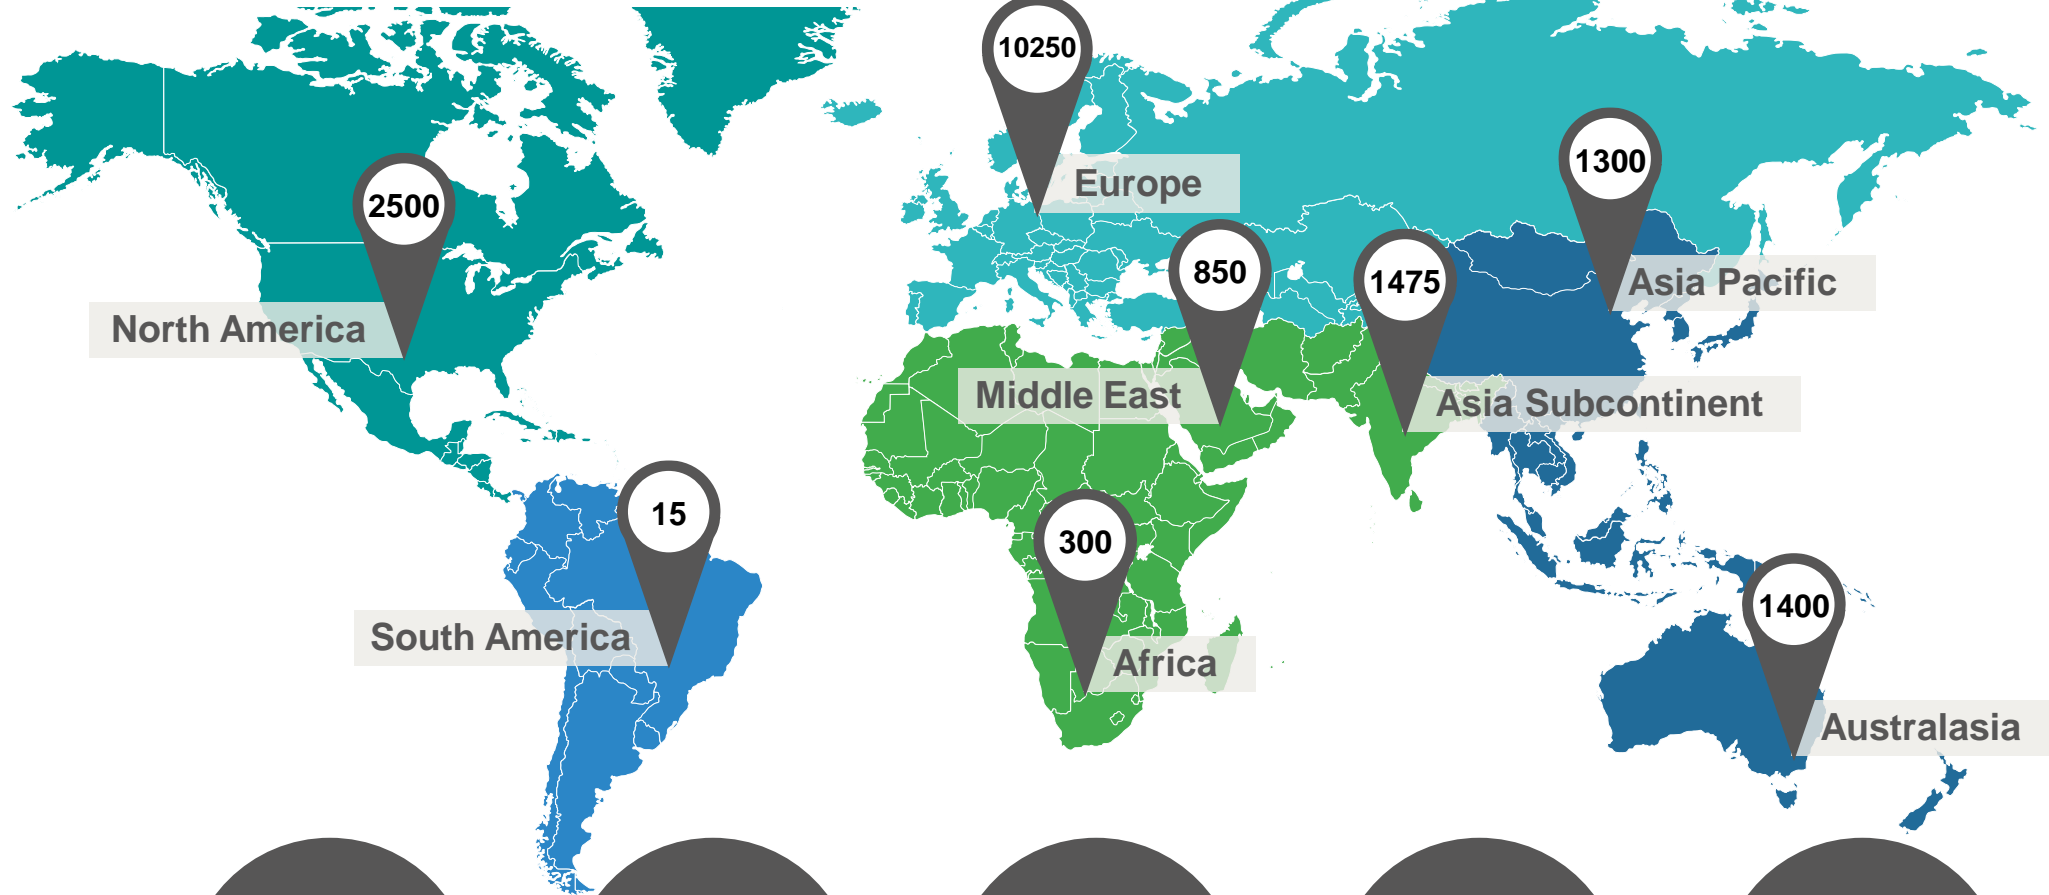 10250
Europe
1300
Asia Pacific
2500
North America
850
Middle East
1475
Asia Subcontinent
15
South America
300
Africa
1400
Australasia